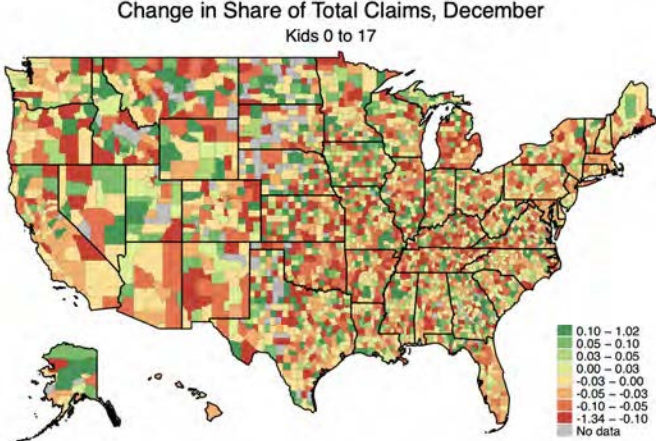 Change in Share of Total Claims, December
Kids 0 to 17
0.10 – 1.02
0.05 – 0.10
0.03 – 0.05
0.00 – 0.03
-0.03 – 0.00
-0.05 – -0.03
-0.10 – -0.05
-1.34 – -0.10
No data